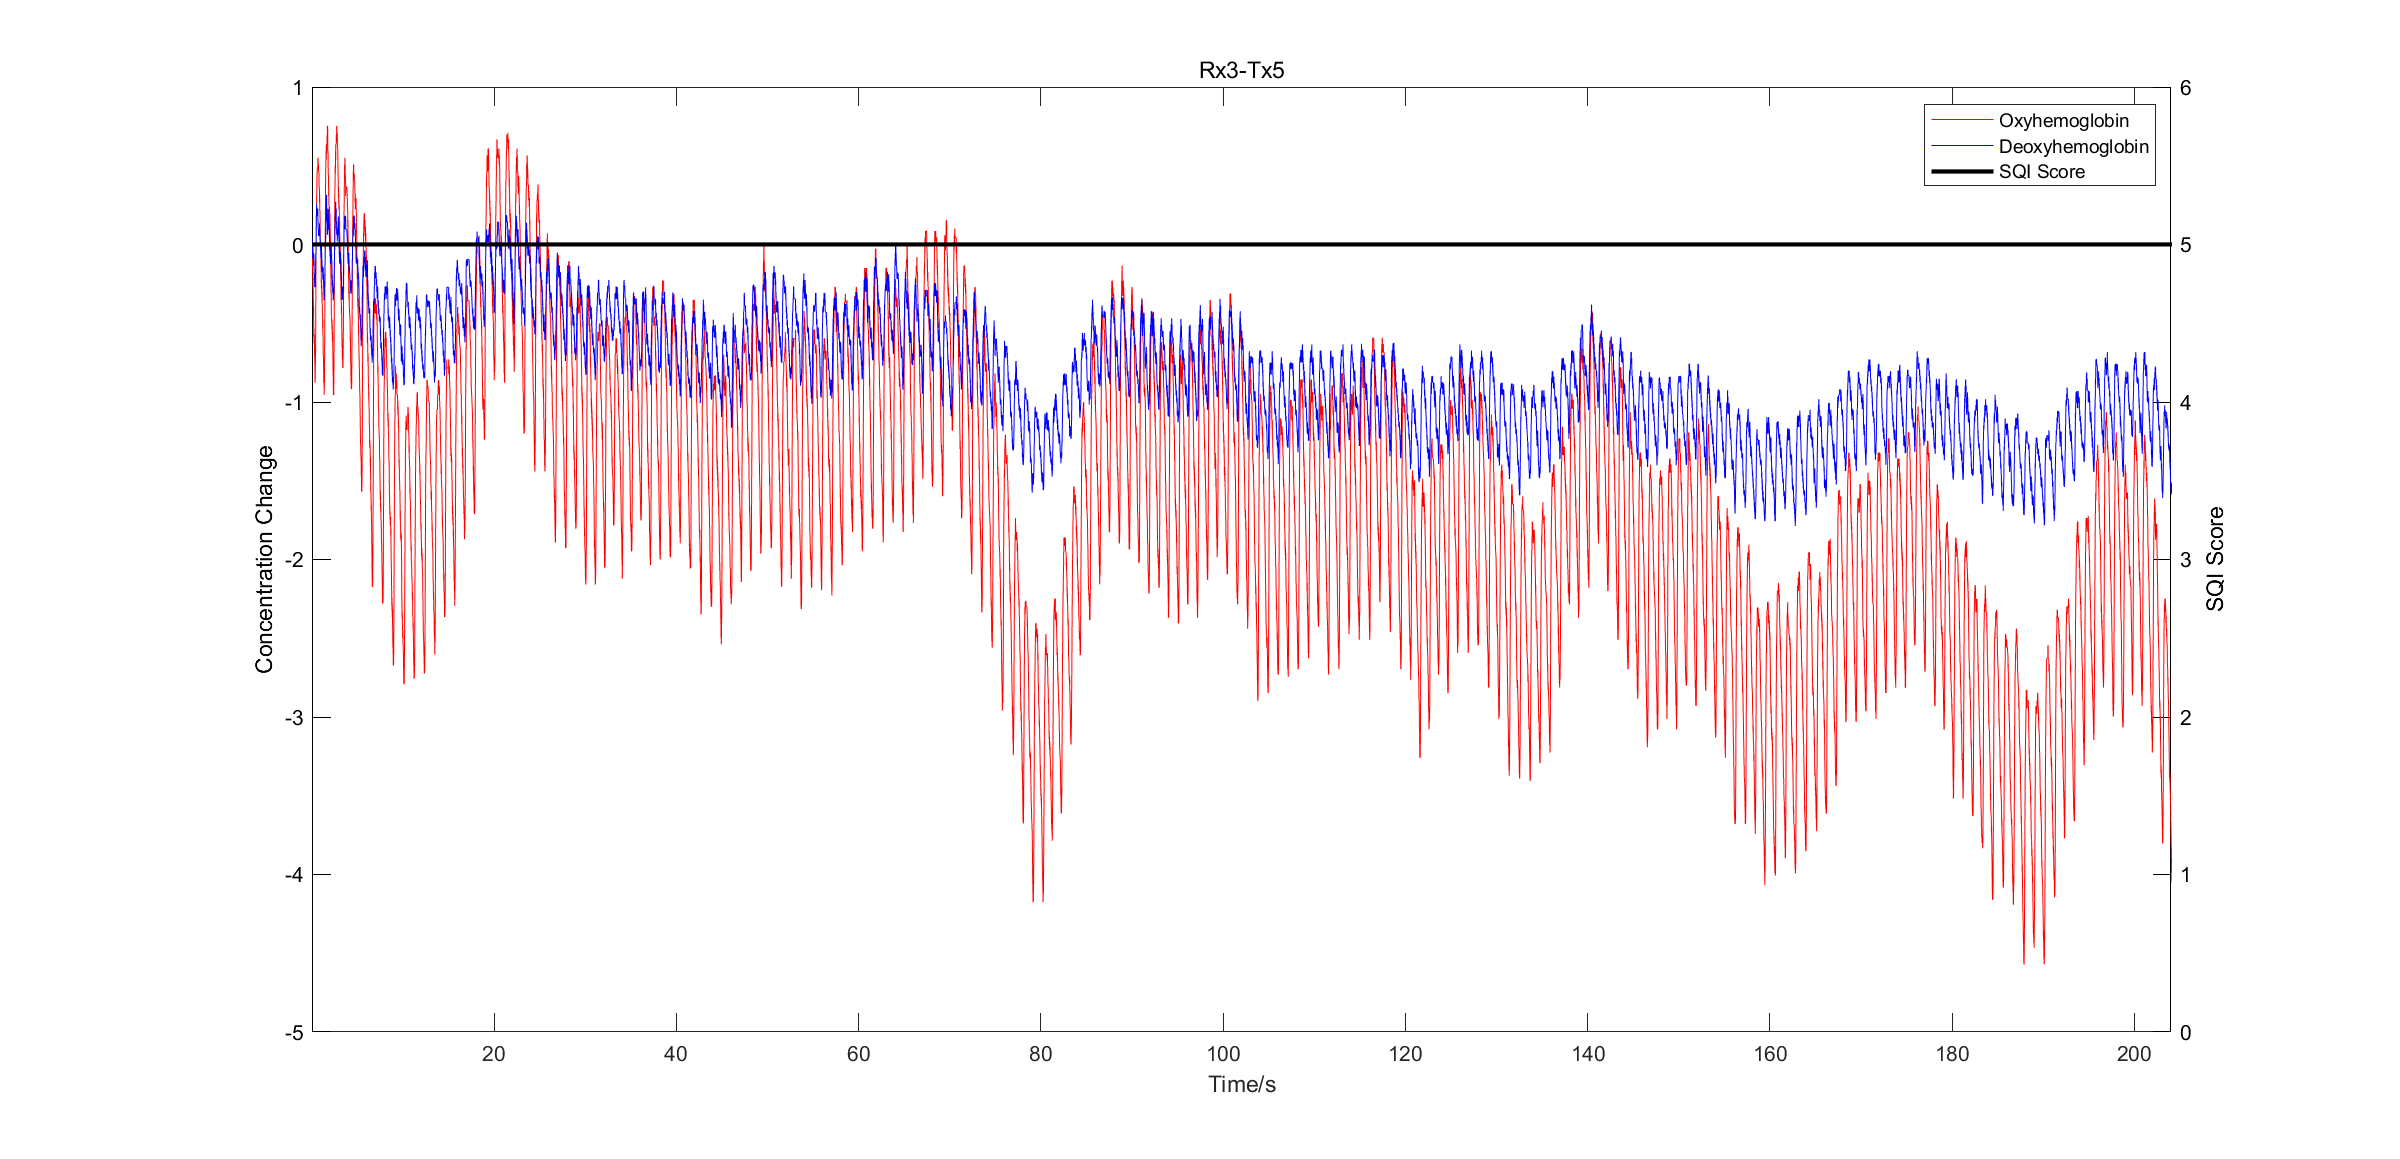 Rx3-Tx5
1
0
-1
-2
-3
-4
-5
Concentration Change
6
5
4
3
2
1
0
SQI Score
Oxyhemoglobin
Deoxyhemoglobin
SQI Score
20 40 60 80 100 120 140 160 180 200
Time/s